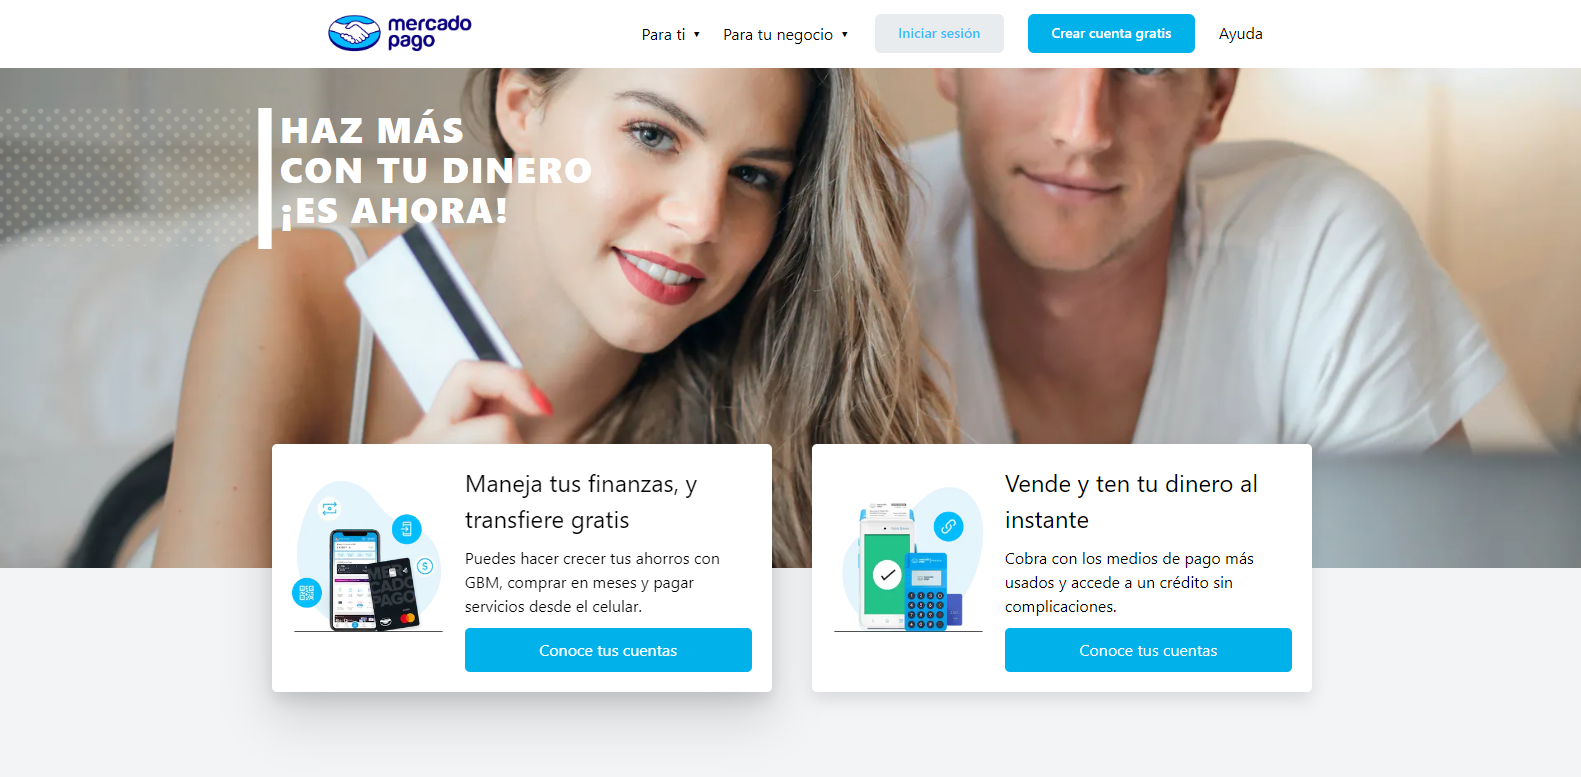 mercado
pago
Para ti ▼
Para tu negocio ▼
Iniciar sesión
Crear cuenta gratis
Ayuda
HAZ MÁS
CON TU DINERO
¡ES AHORA!
Maneja tus finanzas, y
transfiere gratis
Puedes hacer crecer tus ahorros con
GBM, comprar en meses y pagar
servicios desde el celular.
Conoce tus cuentas
MER
CADO
PAGO
Vende y ten tu dinero al
instante
Cobra con los medios de pago más
usados y accede a un crédito sin
complicaciones.
Conoce tus cuentas